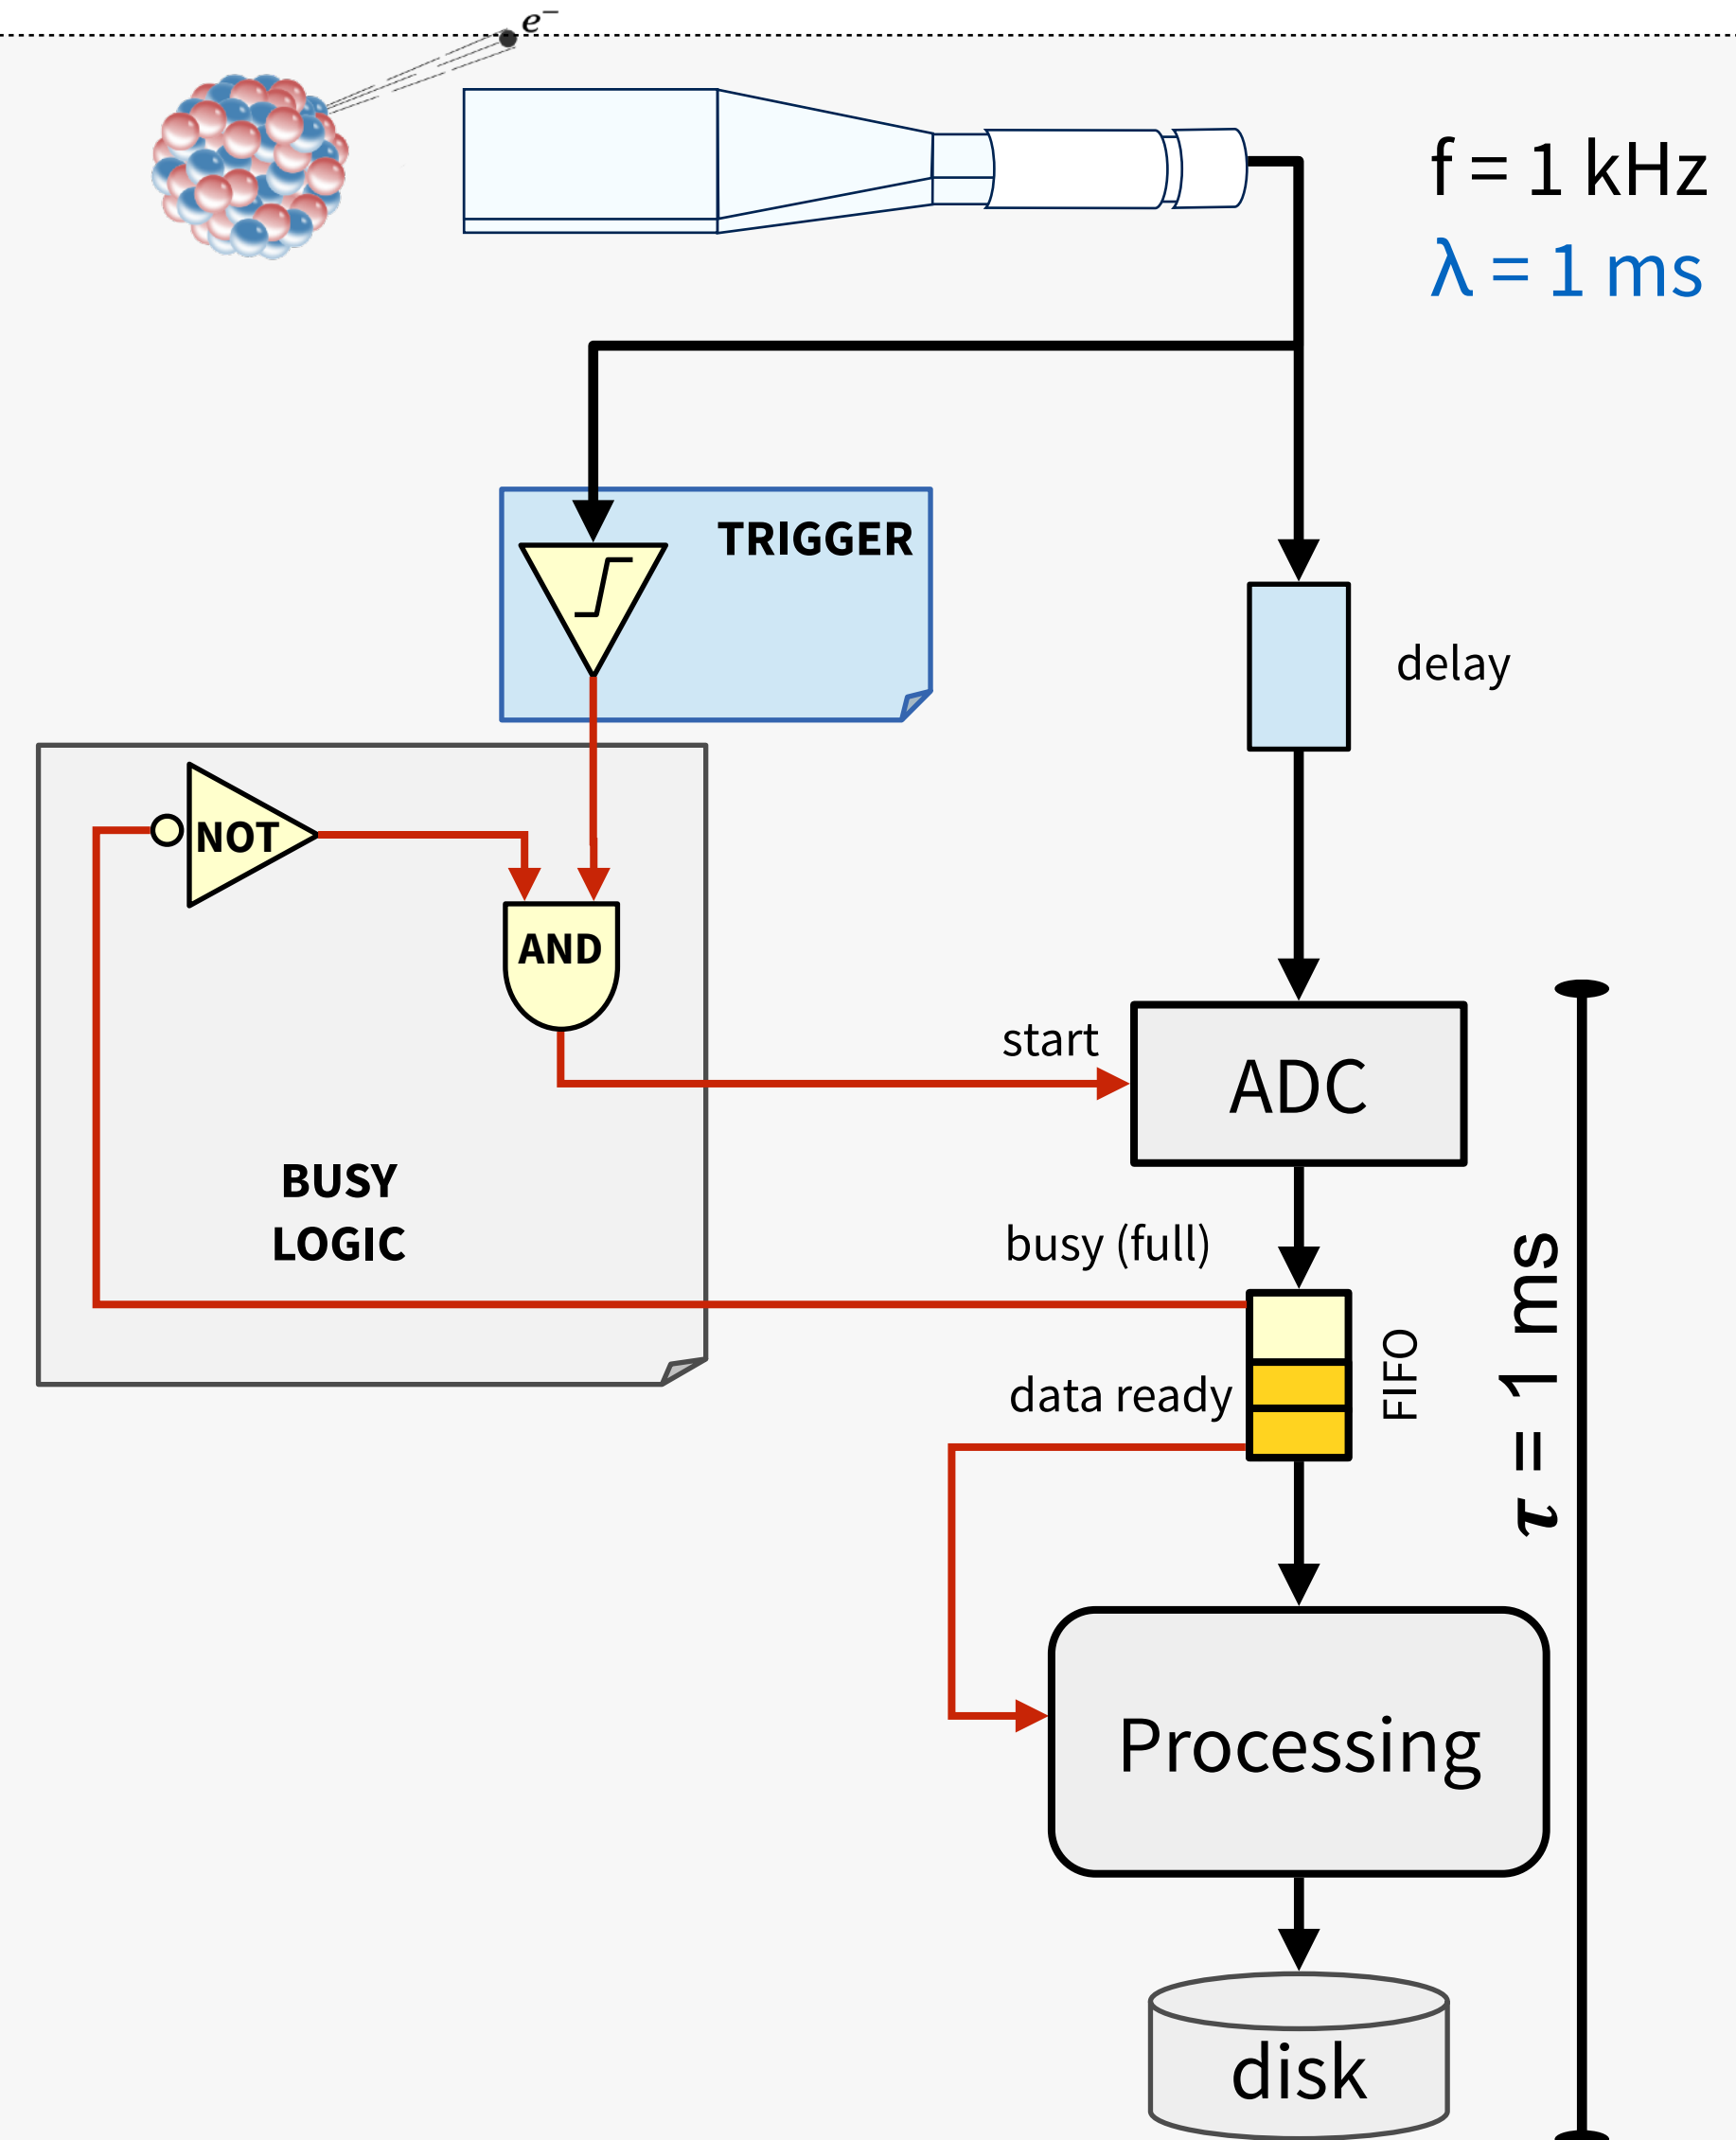 e⁻
f = 1 kHz
λ = 1 ms
TRIGGER
delay
NOT
AND
start
ADC
BUSY
LOGIC
busy (full)
data ready
FIFO
τ = 1 ms
Processing
disk